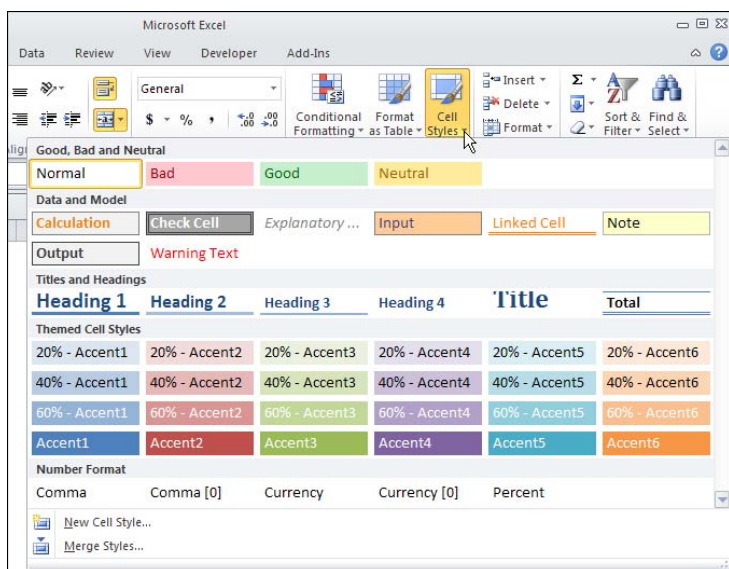 Microsoft Excel
Data Review View Developer Add-Ins
General Insert Σ
Delete
$ % , .00 .0 Conditional Format Cell Format Sort & Find &
Formatting as Table Styles Filter Select
Good, Bad and Neutral
Normal Bad Good Neutral
Data and Model
Calculation Check Cell Explanatory ... Input Linked Cell Note
Output Warning Text
Titles and Headings
Heading 1 Heading 2 Heading 3 Heading 4 Title Total
Themed Cell Styles
20% - Accent1 20% - Accent2 20% - Accent3 20% - Accent4 20% - Accent5 20% - Accent6
40% - Accent1 40% - Accent2 40% - Accent3 40% - Accent4 40% - Accent5 40% - Accent6
60% - Accent1 60% - Accent2 60% - Accent3 60% - Accent4 60% - Accent5 60% - Accent6
Accent1 Accent2 Accent3 Accent4 Accent5 Accent6
Number Format
Comma Comma [0] Currency Currency [0] Percent
New Cell Style...
Merge Styles...